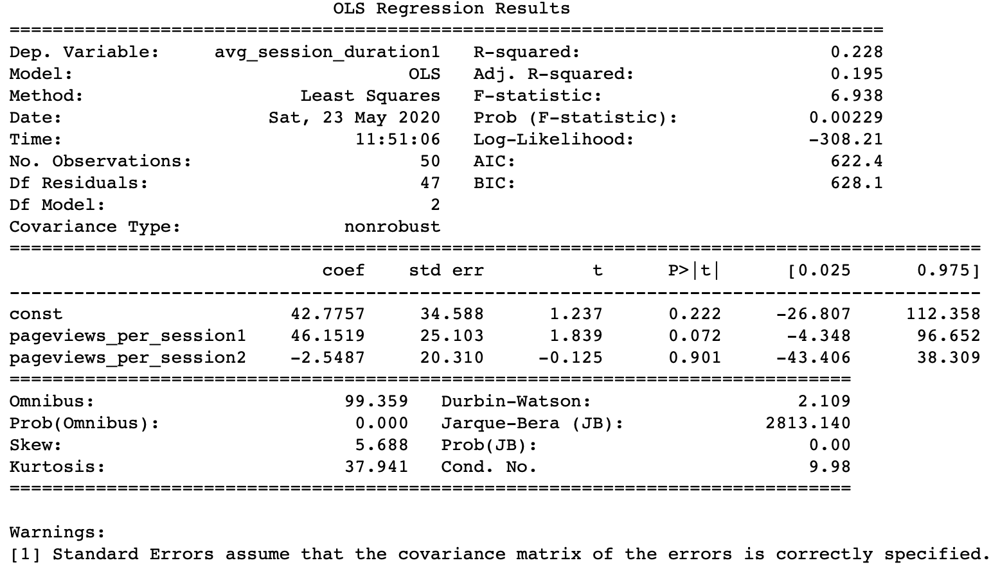 OLS Regression Results
==============================================================================
Dep. Variable:     avg_session_duration1   R-squared:                       0.228
Model:                               OLS   Adj. R-squared:                  0.195
Method:                    Least Squares   F-statistic:                     6.938
Date:                   Sat, 23 May 2020   Prob (F-statistic):            0.00229
Time:                           11:51:06   Log-Likelihood:                -308.21
No. Observations:                     50   AIC:                             622.4
Df Residuals:                         47   BIC:                             628.1
Df Model:                              2
Covariance Type:               nonrobust
==========================================================================================
                             coef    std err          t      P>|t|      [0.025      0.975]
------------------------------------------------------------------------------------------
const                     42.7757     34.588      1.237      0.222     -26.807     112.358
pageviews_per_session1    46.1519     25.103      1.839      0.072      -4.348      96.652
pageviews_per_session2    -2.5487     20.310     -0.125      0.901     -43.406      38.309
==============================================================================
Omnibus:                       99.359   Durbin-Watson:                   2.109
Prob(Omnibus):                  0.000   Jarque-Bera (JB):             2813.140
Skew:                           5.688   Prob(JB):                         0.00
Kurtosis:                      37.941   Cond. No.                         9.98
==============================================================================
Warnings:
[1] Standard Errors assume that the covariance matrix of the errors is correctly specified.